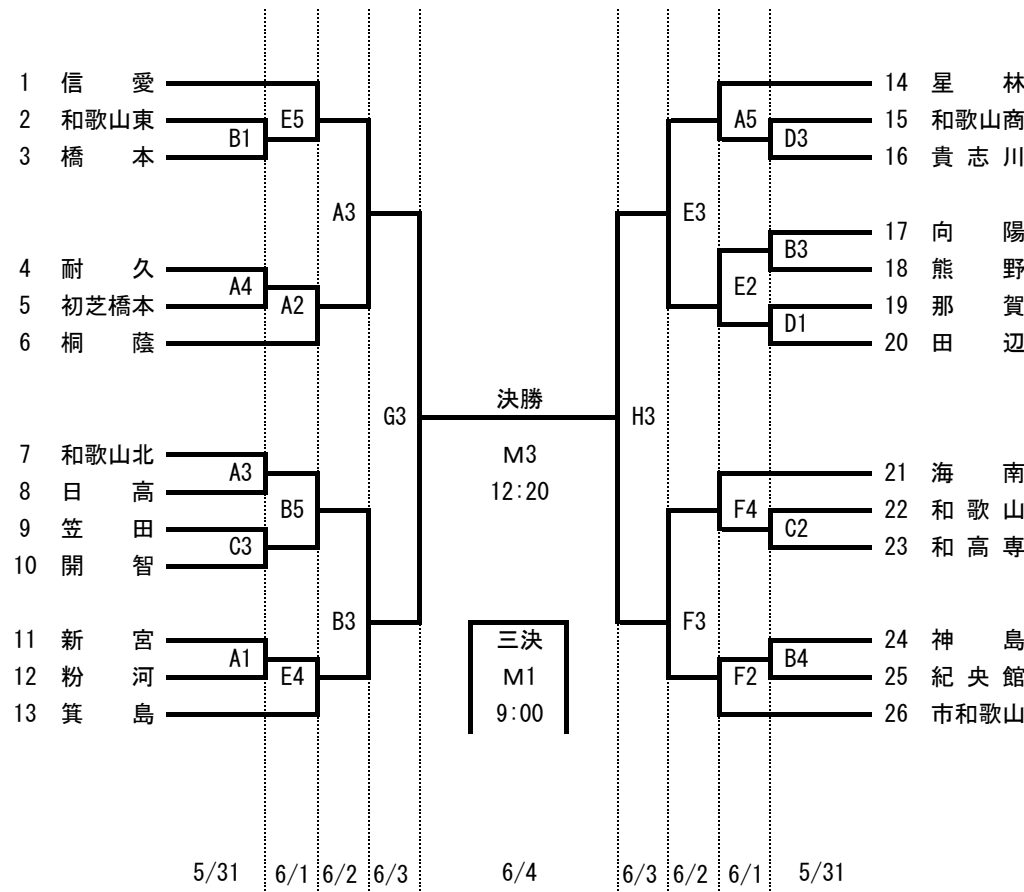 1 信 愛
2 和歌山東
3 橋 本
B1
E5
4 耐 久
5 初芝橋本
6 桐 蔭
A4
A2
A3
7 和歌山北
8 日 高
9 笠 田
10 開 智
A3
C3
B5
11 新 宮
12 粉 河
13 箕 島
A1
E4
B3
G3
決勝
M3
12:20
三決
M1
9:00
H3
14 星 林
15 和歌山商
16 貴 志 川
A5
D3
E3
17 向 陽
18 熊 野
19 那 賀
20 田 辺
B3
E2
D1
21 海 南
22 和 歌 山
23 和 高 専
F4
C2
F3
24 神 島
25 紀 央 館
26 市和歌山
B4
F2
5/31 6/1 6/2 6/3 6/4 6/3 6/2 6/1 5/31